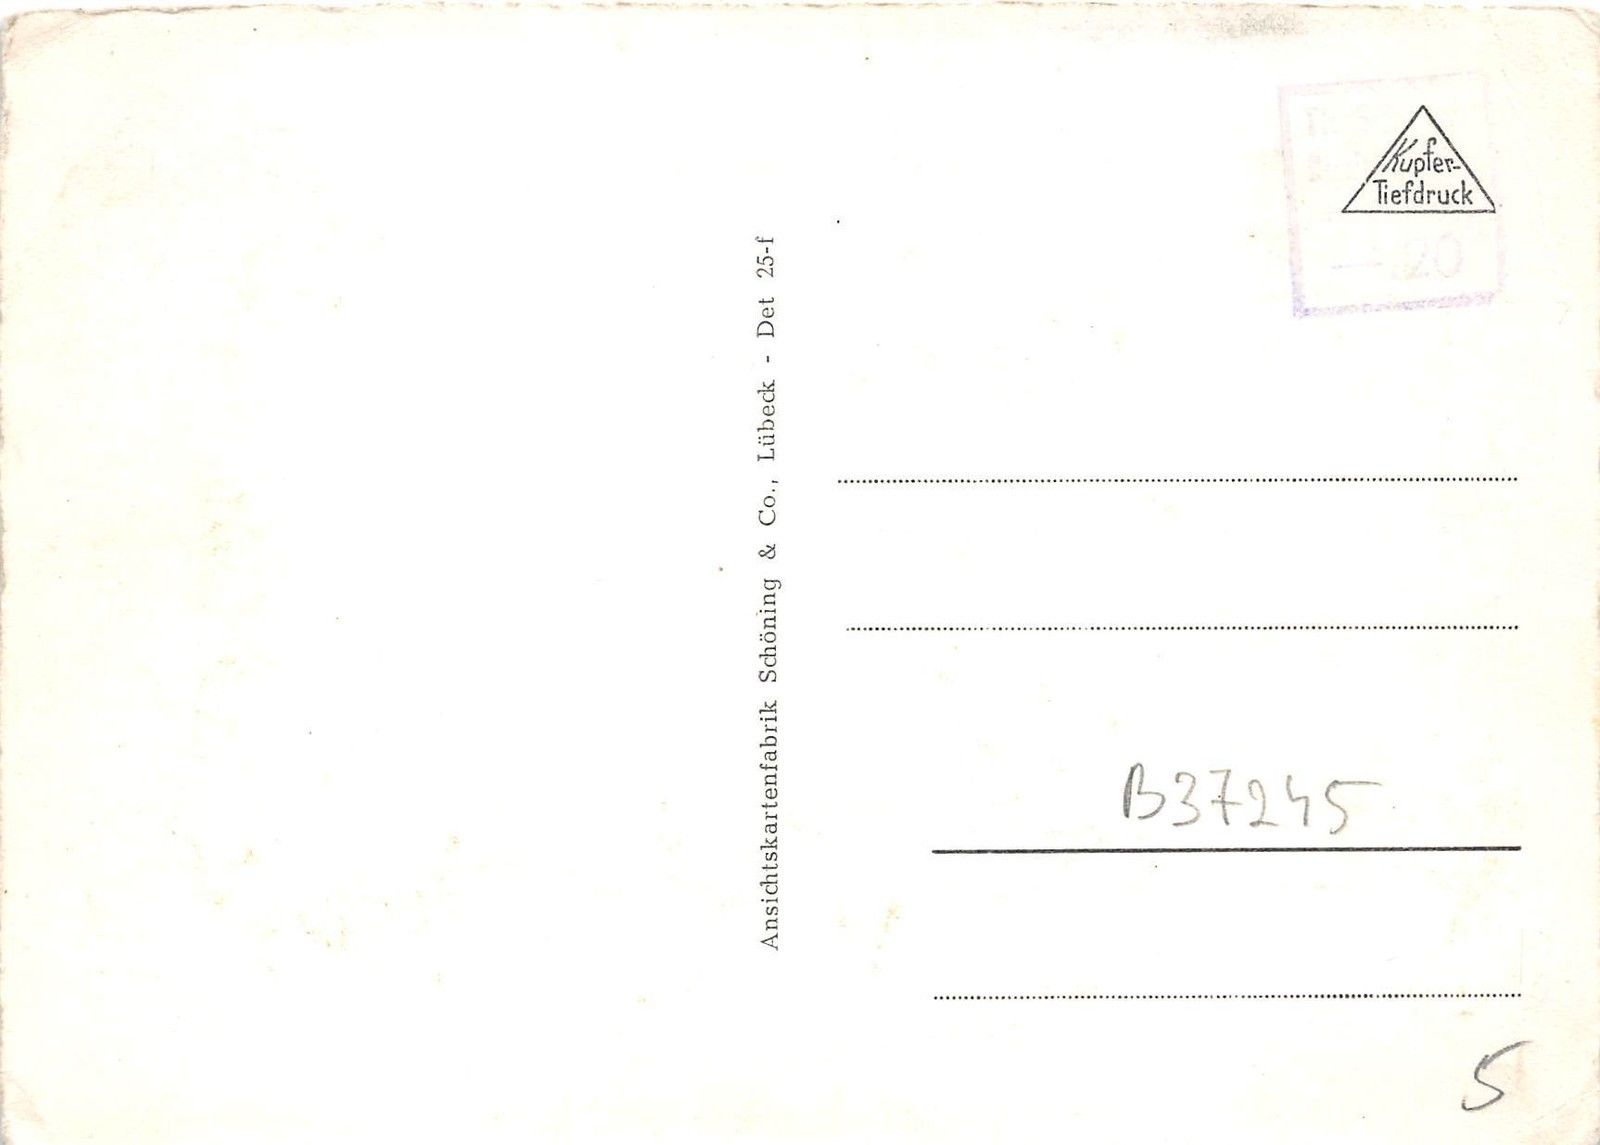 Kupfer-
Tiefdruck
Ansichtskartenfabrik Schöning & Co., Lübeck - Det 25-f
B37245
5